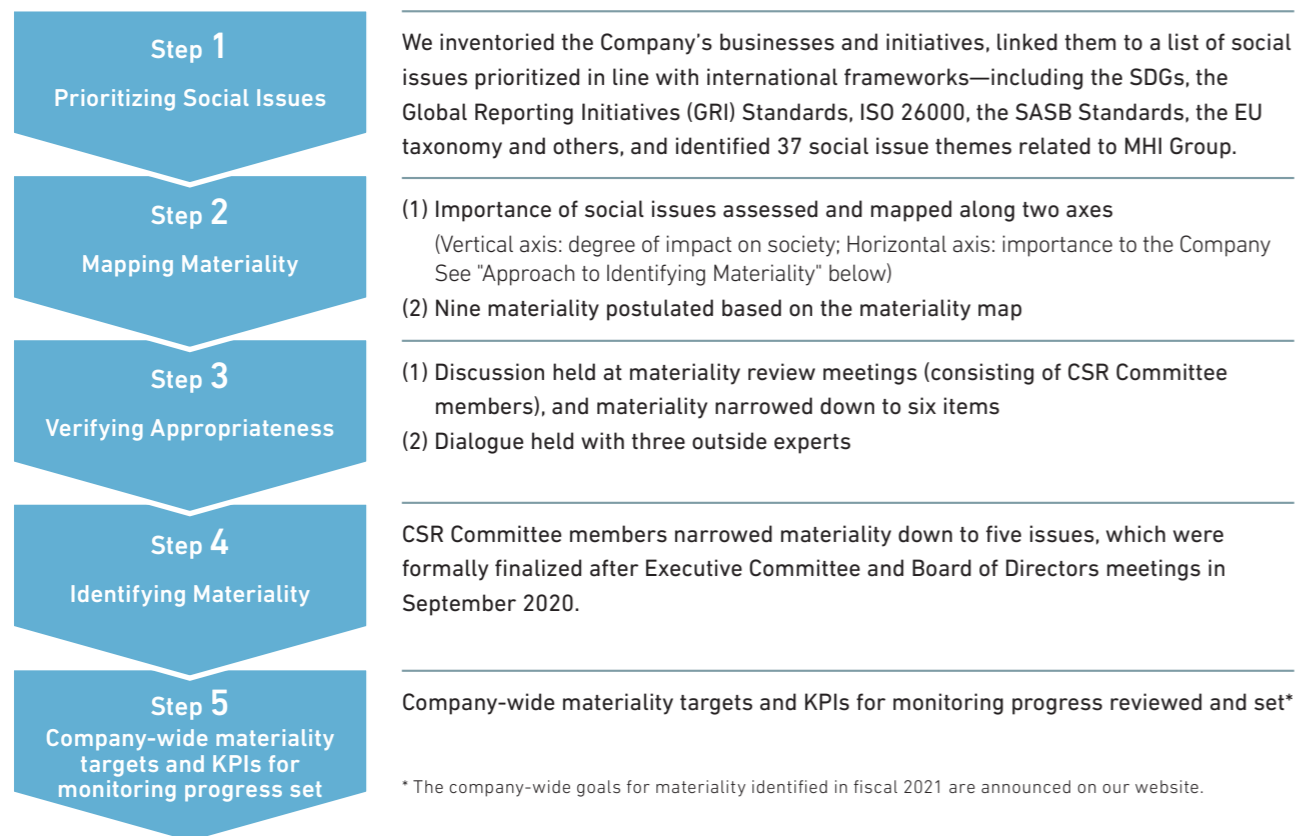 Step 1
Prioritizing Social Issues
We inventoried the Company’s businesses and initiatives, linked them to a list of social
issues prioritized in line with international frameworks—including the SDGs, the
Global Reporting Initiatives (GRI) Standards, ISO 26000, the SASB Standards, the EU
taxonomy and others, and identified 37 social issue themes related to MHI Group.
Step 2
Mapping Materiality
(1) Importance of social issues assessed and mapped along two axes
(Vertical axis: degree of impact on society; Horizontal axis: importance to the Company
See "Approach to Identifying Materiality" below)
(2) Nine materiality postulated based on the materiality map
Step 3
Verifying Appropriateness
(1) Discussion held at materiality review meetings (consisting of CSR Committee
members), and materiality narrowed down to six items
(2) Dialogue held with three outside experts
Step 4
Identifying Materiality
CSR Committee members narrowed materiality down to five issues, which were
formally finalized after Executive Committee and Board of Directors meetings in
September 2020.
Step 5
Company-wide materiality
targets and KPIs for
monitoring progress set
Company-wide materiality targets and KPIs for monitoring progress reviewed and set*
* The company-wide goals for materiality identified in fiscal 2021 are announced on our website.